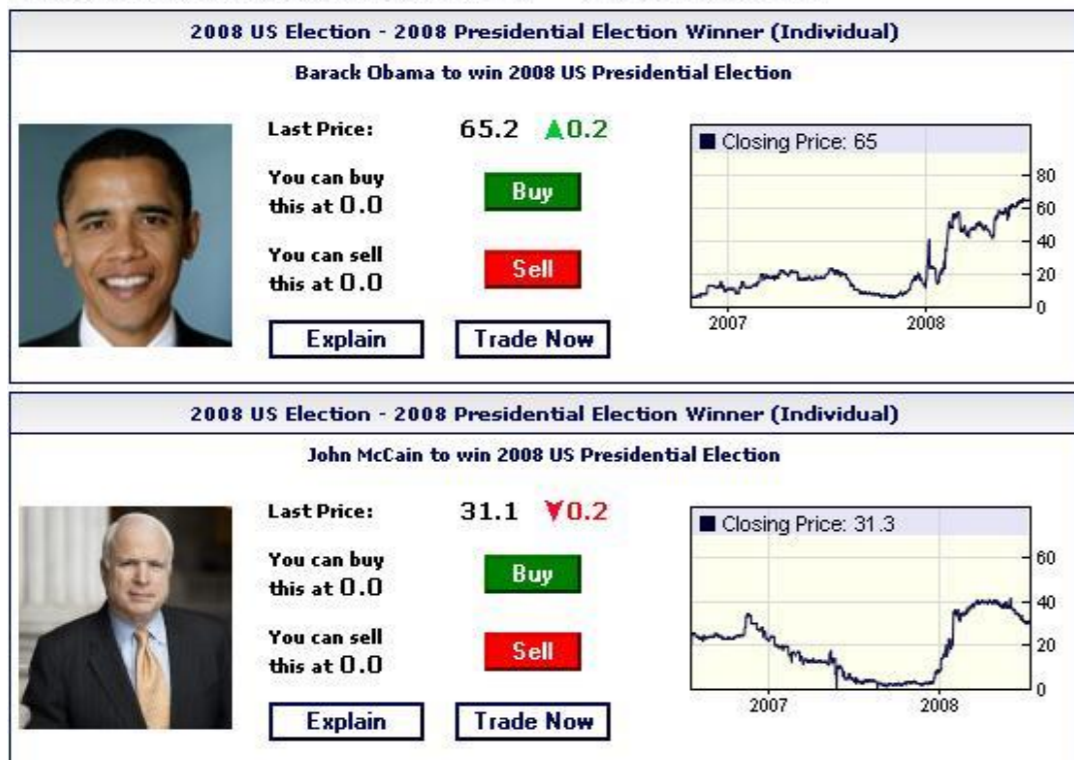 2008 US Election - 2008 Presidential Election Winner (Individual)
Barack Obama to win 2008 US Presidential Election
Last Price: 65.2 ▲0.2
You can buy
this at 0.0
Buy
You can sell
this at 0.0
Sell
Explain
Trade Now
Closing Price: 65
80
60
40
20
0
2007 2008
2008 US Election - 2008 Presidential Election Winner (Individual)
John McCain to win 2008 US Presidential Election
Last Price: 31.1 ▼0.2
You can buy
this at 0.0
Buy
You can sell
this at 0.0
Sell
Explain
Trade Now
Closing Price: 31.3
60
40
20
0
2007 2008